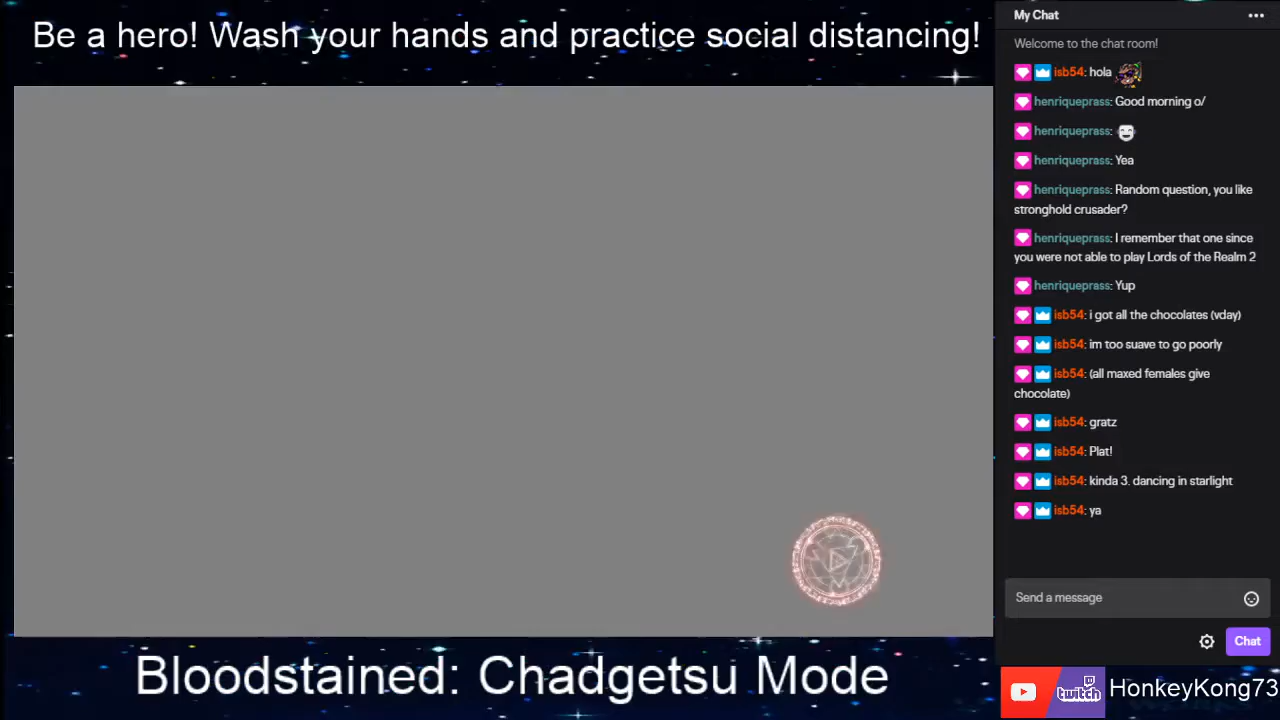 Be a hero! Wash your hands and practice social distancing!
My Chat
Welcome to the chat room!
isb54: hola
henriqueprass: Good morning o/
henriqueprass:
henriqueprass: Yea
henriqueprass: Random question, you like
stronghold crusader?
henriqueprass: I remember that one since
you were not able to play Lords of the Realm 2
henriqueprass: Yup
isb54: i got all the chocolates (vday)
isb54: im too suave to go poorly
isb54: (all maxed females give
chocolate)
isb54: gratz
isb54: Plat!
isb54: kinda 3. dancing in starlight
isb54: ya
Send a message
Chat
Bloodstained: Chadgetsu Mode
twitch
HonkeyKong73